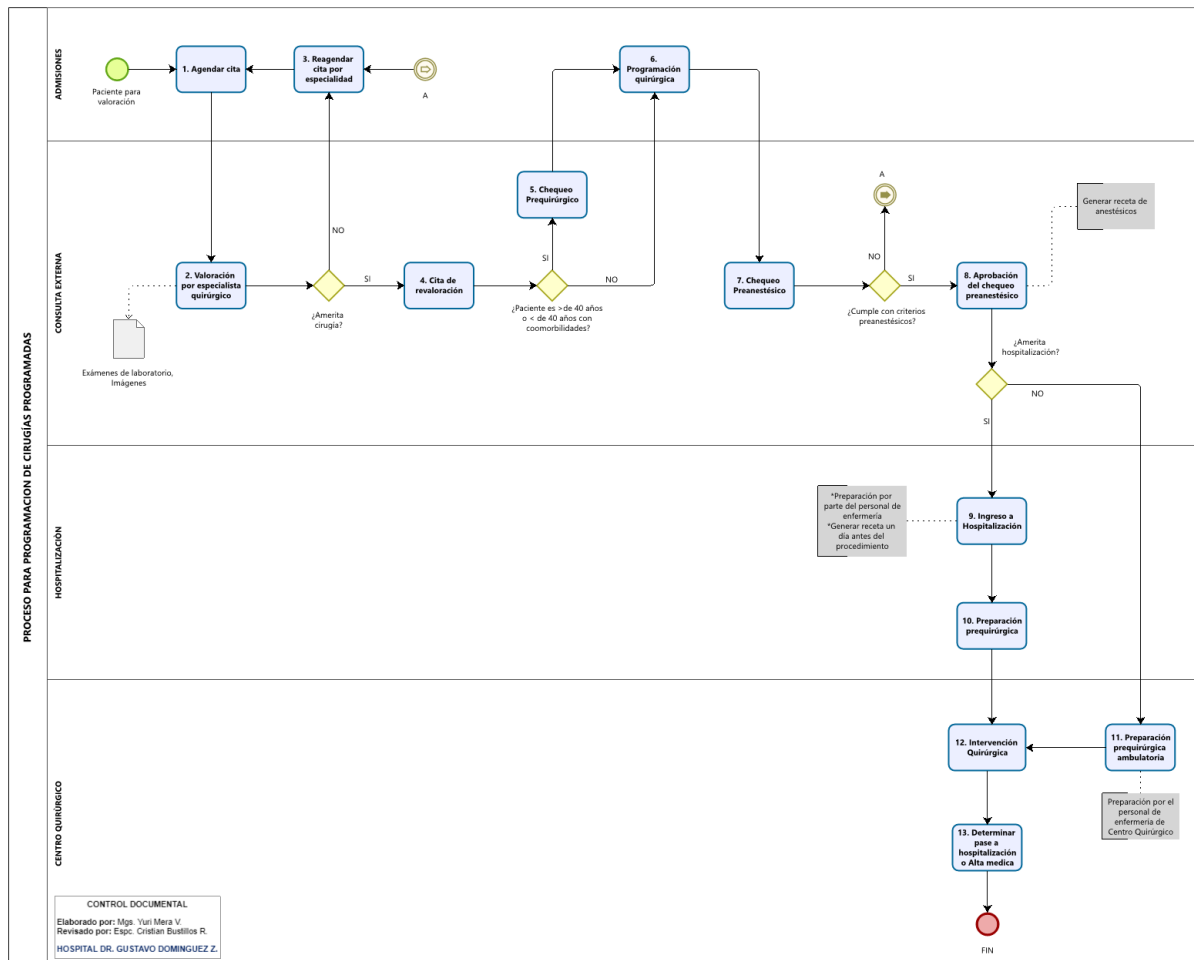 PROCESO PARA PROGRAMACION DE CIRUGÍAS PROGRAMADAS
ADMISIONES
Paciente para
valoración
1. Agendar cita
3. Reagendar
cita por
especialidad
A
6.
Programación
quirúrgica
CONSULTA EXTERNA
2. Valoración
por especialista
quirúrgico
Exámenes de laboratorio,
Imágenes
NO
SI
¿Amerita
cirugía?
4. Cita de
revaloración
5. Chequeo
Prequirúrgico
SI
NO
¿Paciente es >de 40 años
o < de 40 años con
coomorbilidades?
7. Chequeo
Preanestésico
A
NO
SI
¿Cumple con criterios
preanestésicos?
8. Aprobación
del chequeo
preanestésico
Generar receta de
anestésicos
¿Amerita
hospitalización?
NO
SI
HOSPITALIZACIÒN
*Preparación por
parte del personal de
enfermería
*Generar receta un
día antes del
procedimiento
9. Ingreso a
Hospitalización
10. Preparación
prequirúrgica
CENTRO QUIRÙRGICO
12. Intervención
Quirúrgica
11. Preparación
prequirúrgica
ambulatoria
Preparación por el
personal de
enfermería de
Centro Quirúrgico
13. Determinar
pase a
hospitalización
o Alta medica
FIN
CONTROL DOCUMENTAL
Elaborado por: Mgs. Yuri Mera V.
Revisado por: Espc. Cristian Bustillos R.
HOSPITAL DR. GUSTAVO DOMINGUEZ Z.